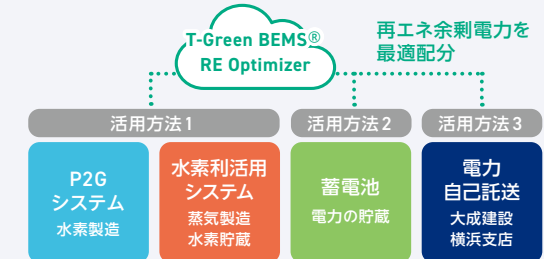 T-Green BEMS®
RE Optimizer
再エネ余剰電力を
最適配分
活用方法1
活用方法2
活用方法3
P2G
システム
水素製造
水素利活用
システム
蒸気製造
水素貯蔵
蓄電池
電力の貯蔵
電力
自己託送
大成建設
横浜支店